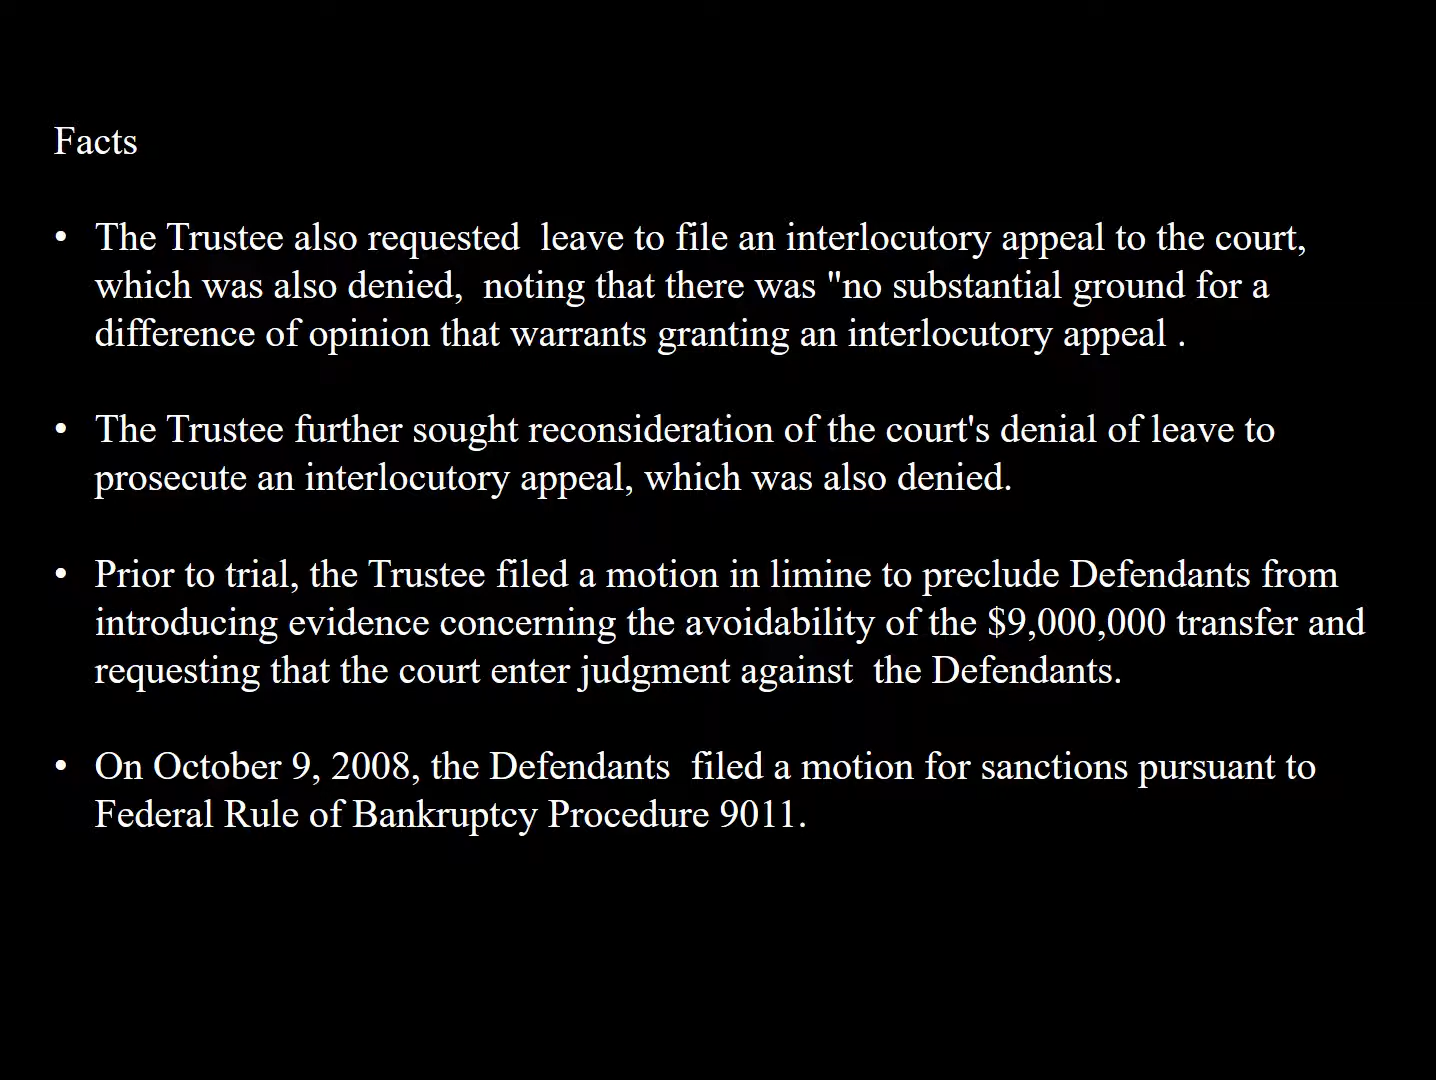 Facts
• The Trustee also requested  leave to file an interlocutory appeal to the court,
which was also denied,  noting that there was "no substantial ground for a
difference of opinion that warrants granting an interlocutory appeal .
• The Trustee further sought reconsideration of the court's denial of leave to
prosecute an interlocutory appeal, which was also denied.
• Prior to trial, the Trustee filed a motion in limine to preclude Defendants from
introducing evidence concerning the avoidability of the $9,000,000 transfer and
requesting that the court enter judgment against  the Defendants.
• On October 9, 2008, the Defendants  filed a motion for sanctions pursuant to
Federal Rule of Bankruptcy Procedure 9011.